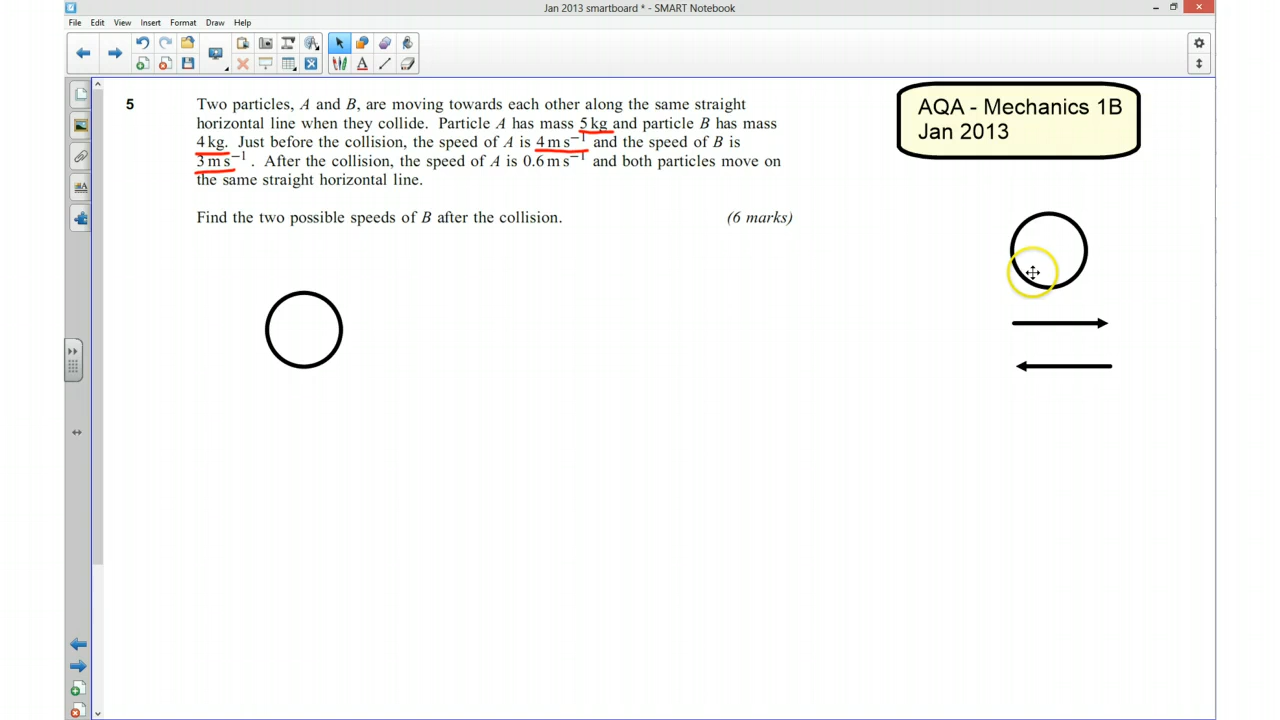 Jan 2013 smartboard * - SMART Notebook
File Edit View Insert Format Draw Help
AQA - Mechanics 1B
Jan 2013
5 Two particles, A and B, are moving towards each other along the same straight
horizontal line when they collide. Particle A has mass 5 kg and particle B has mass
4 kg. Just before the collision, the speed of A is 4 m s⁻¹ and the speed of B is
3 m s⁻¹. After the collision, the speed of A is 0.6 m s⁻¹ and both particles move on
the same straight horizontal line.
Find the two possible speeds of B after the collision. (6 marks)